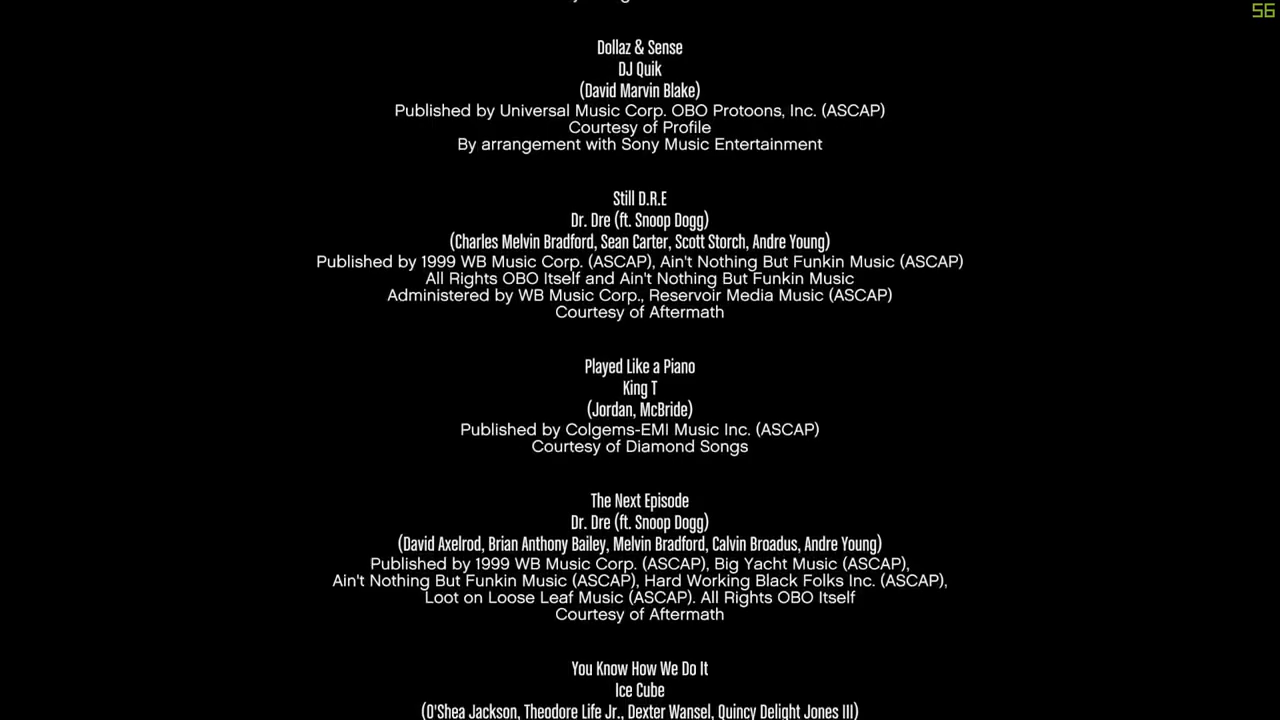 56
Dollaz & Sense
DJ Quik
(David Marvin Blake)
Published by Universal Music Corp. OBO Protoons, Inc. (ASCAP)
Courtesy of Profile
By arrangement with Sony Music Entertainment
Still D.R.E
Dr. Dre (ft. Snoop Dogg)
(Charles Melvin Bradford, Sean Carter, Scott Storch, Andre Young)
Published by 1999 WB Music Corp. (ASCAP), Ain't Nothing But Funkin Music (ASCAP)
All Rights OBO Itself and Ain't Nothing But Funkin Music
Administered by WB Music Corp., Reservoir Media Music (ASCAP)
Courtesy of Aftermath
Played Like a Piano
King T
(Jordan, McBride)
Published by Colgems-EMI Music Inc. (ASCAP)
Courtesy of Diamond Songs
The Next Episode
Dr. Dre (ft. Snoop Dogg)
(David Axelrod, Brian Anthony Bailey, Melvin Bradford, Calvin Broadus, Andre Young)
Published by 1999 WB Music Corp. (ASCAP), Big Yacht Music (ASCAP),
Ain't Nothing But Funkin Music (ASCAP), Hard Working Black Folks Inc. (ASCAP),
Loot on Loose Leaf Music (ASCAP). All Rights OBO Itself
Courtesy of Aftermath
You Know How We Do It
Ice Cube
(O'Shea Jackson, Theodore Life Jr., Dexter Wansel, Quincy Delight Jones III)